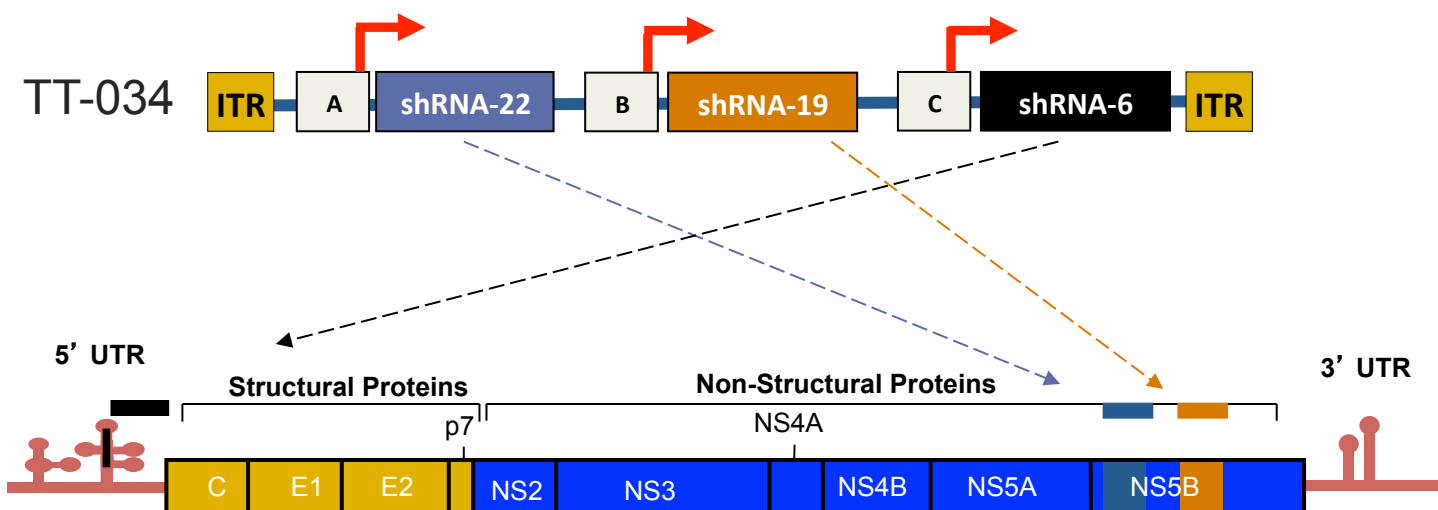 TT-034
ITR A shRNA-22 B shRNA-19 C shRNA-6 ITR
5’ UTR
3’ UTR
Structural Proteins
Non-Structural Proteins
p7
NS4A
C E1 E2 NS2 NS3 NS4B NS5A NS5B